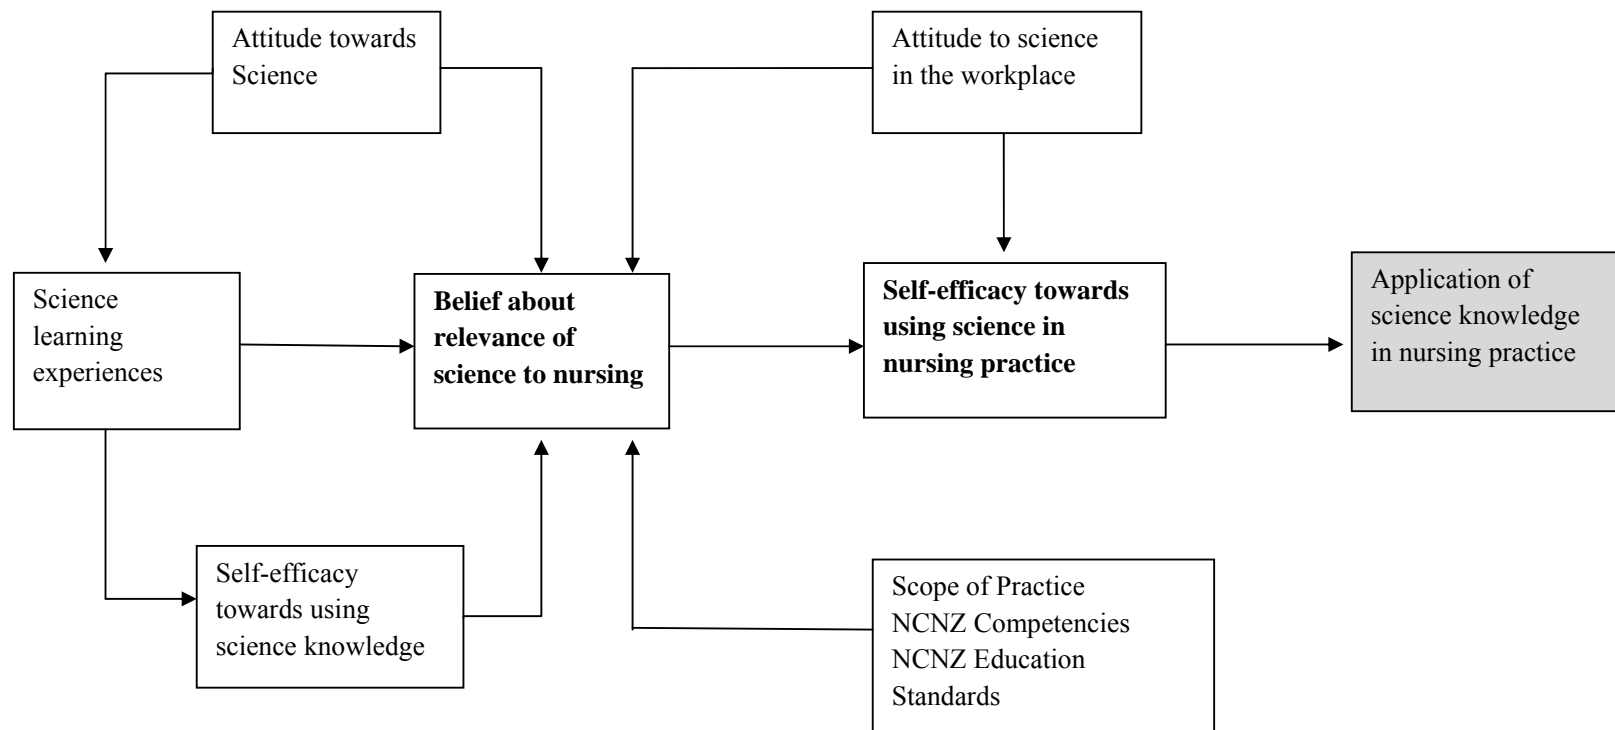 Attitude towards
Science
Attitude to science
in the workplace
Science
learning
experiences
Belief about
relevance of
science to nursing
Self-efficacy towards
using science in
nursing practice
Application of
science knowledge
in nursing practice
Self-efficacy
towards using
science knowledge
Scope of Practice
NCNZ Competencies
NCNZ Education
Standards